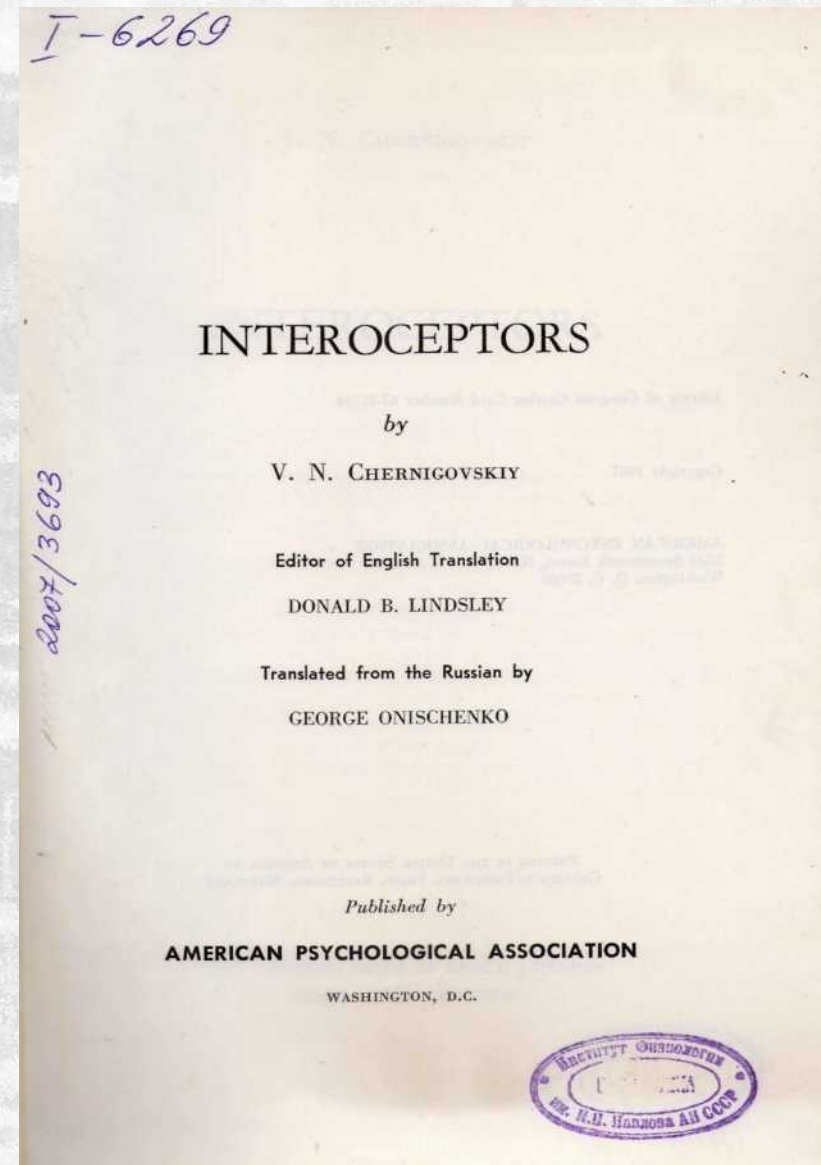 I-6269
INTEROCEPTORS
by
V. N. CHERNIGOVSKIY
2007/3693
Editor of English Translation
DONALD B. LINDSLEY
Translated from the Russian by
GEORGE ONISCHENKO
Published by
AMERICAN PSYCHOLOGICAL ASSOCIATION
WASHINGTON, D.C.
Институт Физиологии
им. И.П. Павлова АН СССР